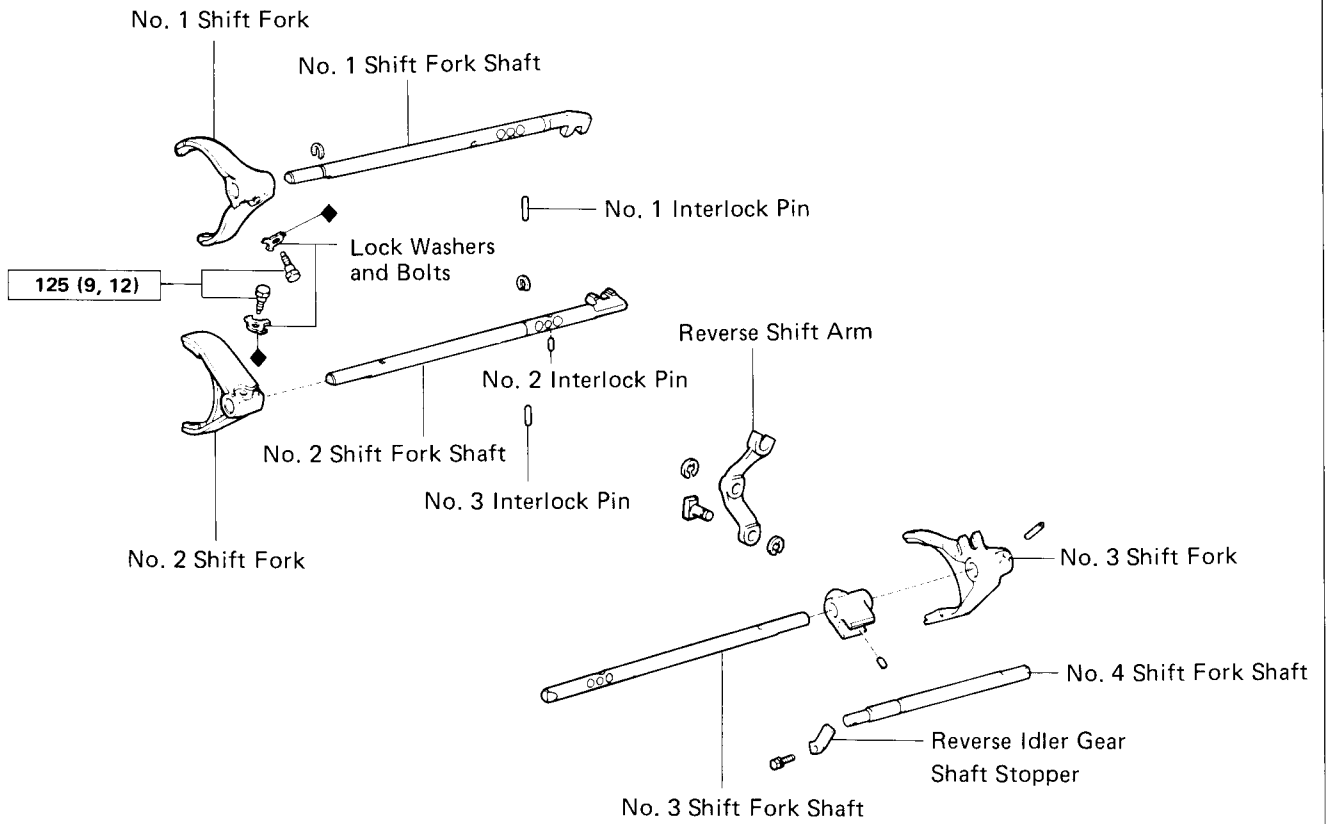 No. 1 Shift Fork
No. 1 Shift Fork Shaft
No. 1 Interlock Pin
Lock Washers
and Bolts
125 (9, 12)
Reverse Shift Arm
No. 2 Interlock Pin
No. 2 Shift Fork Shaft
No. 3 Interlock Pin
No. 2 Shift Fork
No. 3 Shift Fork
No. 4 Shift Fork Shaft
Reverse Idler Gear
Shaft Stopper
No. 3 Shift Fork Shaft